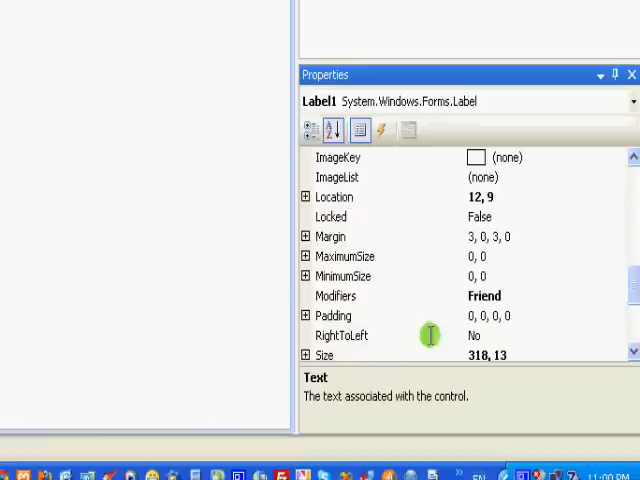 Properties
Label1 System.Windows.Forms.Label
ImageKey (none)
ImageList (none)
Location 12, 9
Locked False
Margin 3, 0, 3, 0
MaximumSize 0, 0
MinimumSize 0, 0
Modifiers Friend
Padding 0, 0, 0, 0
RightToLeft No
Size 318, 13
Text
The text associated with the control.
EN 11:00 PM